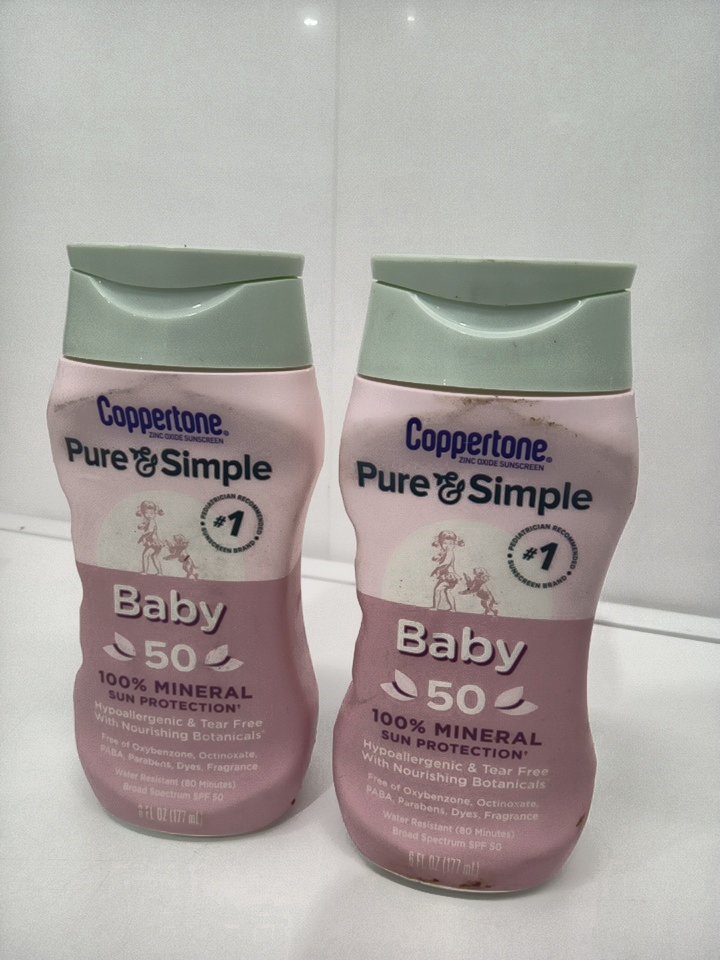 Coppertone®
ZINC OXIDE SUNSCREEN
Pure & Simple
PEDIATRICIAN RECOMMENDED
#1
SUNSCREEN BRAND
Baby
50
100% MINERAL
SUN PROTECTION†
Hypoallergenic & Tear Free
With Nourishing Botanicals*
Free of Oxybenzone, Octinoxate,
PABA, Parabens, Dyes, Fragrance
Water Resistant (80 Minutes)
Broad Spectrum SPF 50
6 FL OZ (177 mL)
Coppertone®
ZINC OXIDE SUNSCREEN
Pure & Simple
PEDIATRICIAN RECOMMENDED
#1
SUNSCREEN BRAND
Baby
50
100% MINERAL
SUN PROTECTION†
Hypoallergenic & Tear Free
With Nourishing Botanicals*
Free of Oxybenzone, Octinoxate,
PABA, Parabens, Dyes, Fragrance
Water Resistant (80 Minutes)
Broad Spectrum SPF 50
6 FL OZ (177 mL)